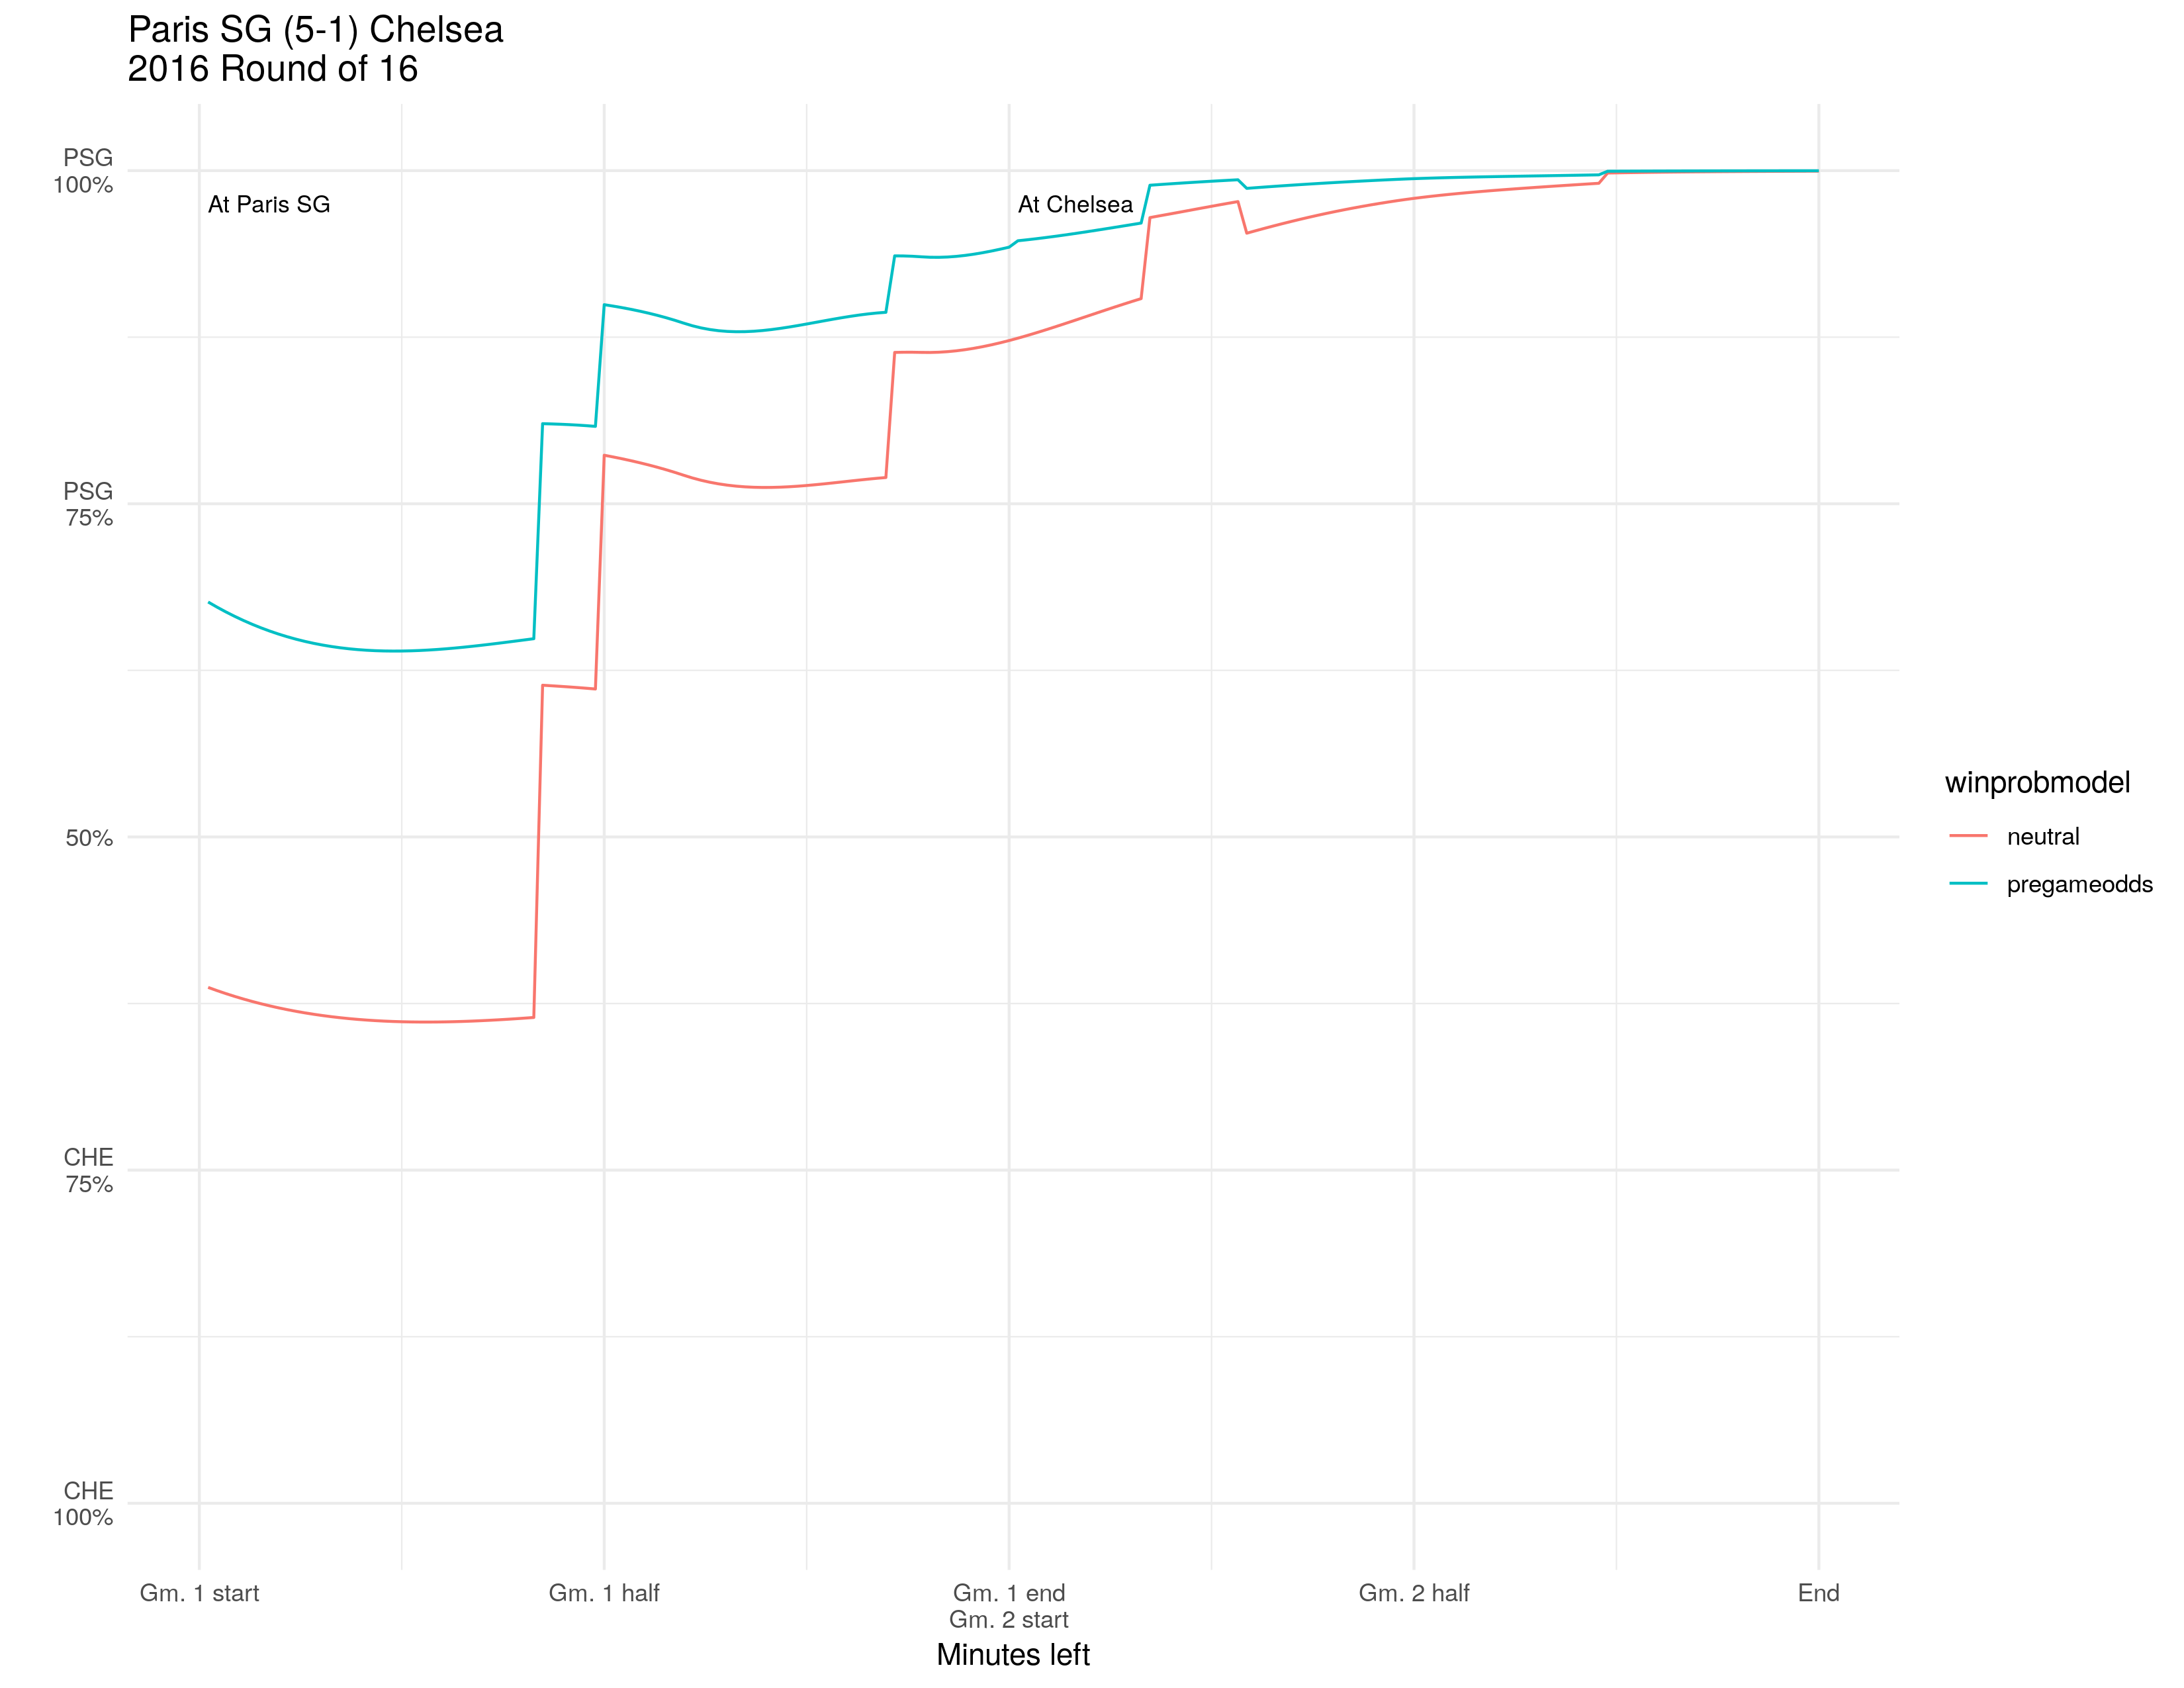 Paris SG (5-1) Chelsea
2016 Round of 16
PSG
100%
At Paris SG
At Chelsea
PSG
75%
50%
CHE
75%
CHE
100%
winprobmodel
neutral
pregameodds
Gm. 1 start
Gm. 1 half
Gm. 1 end
Gm. 2 start
Gm. 2 half
End
Minutes left